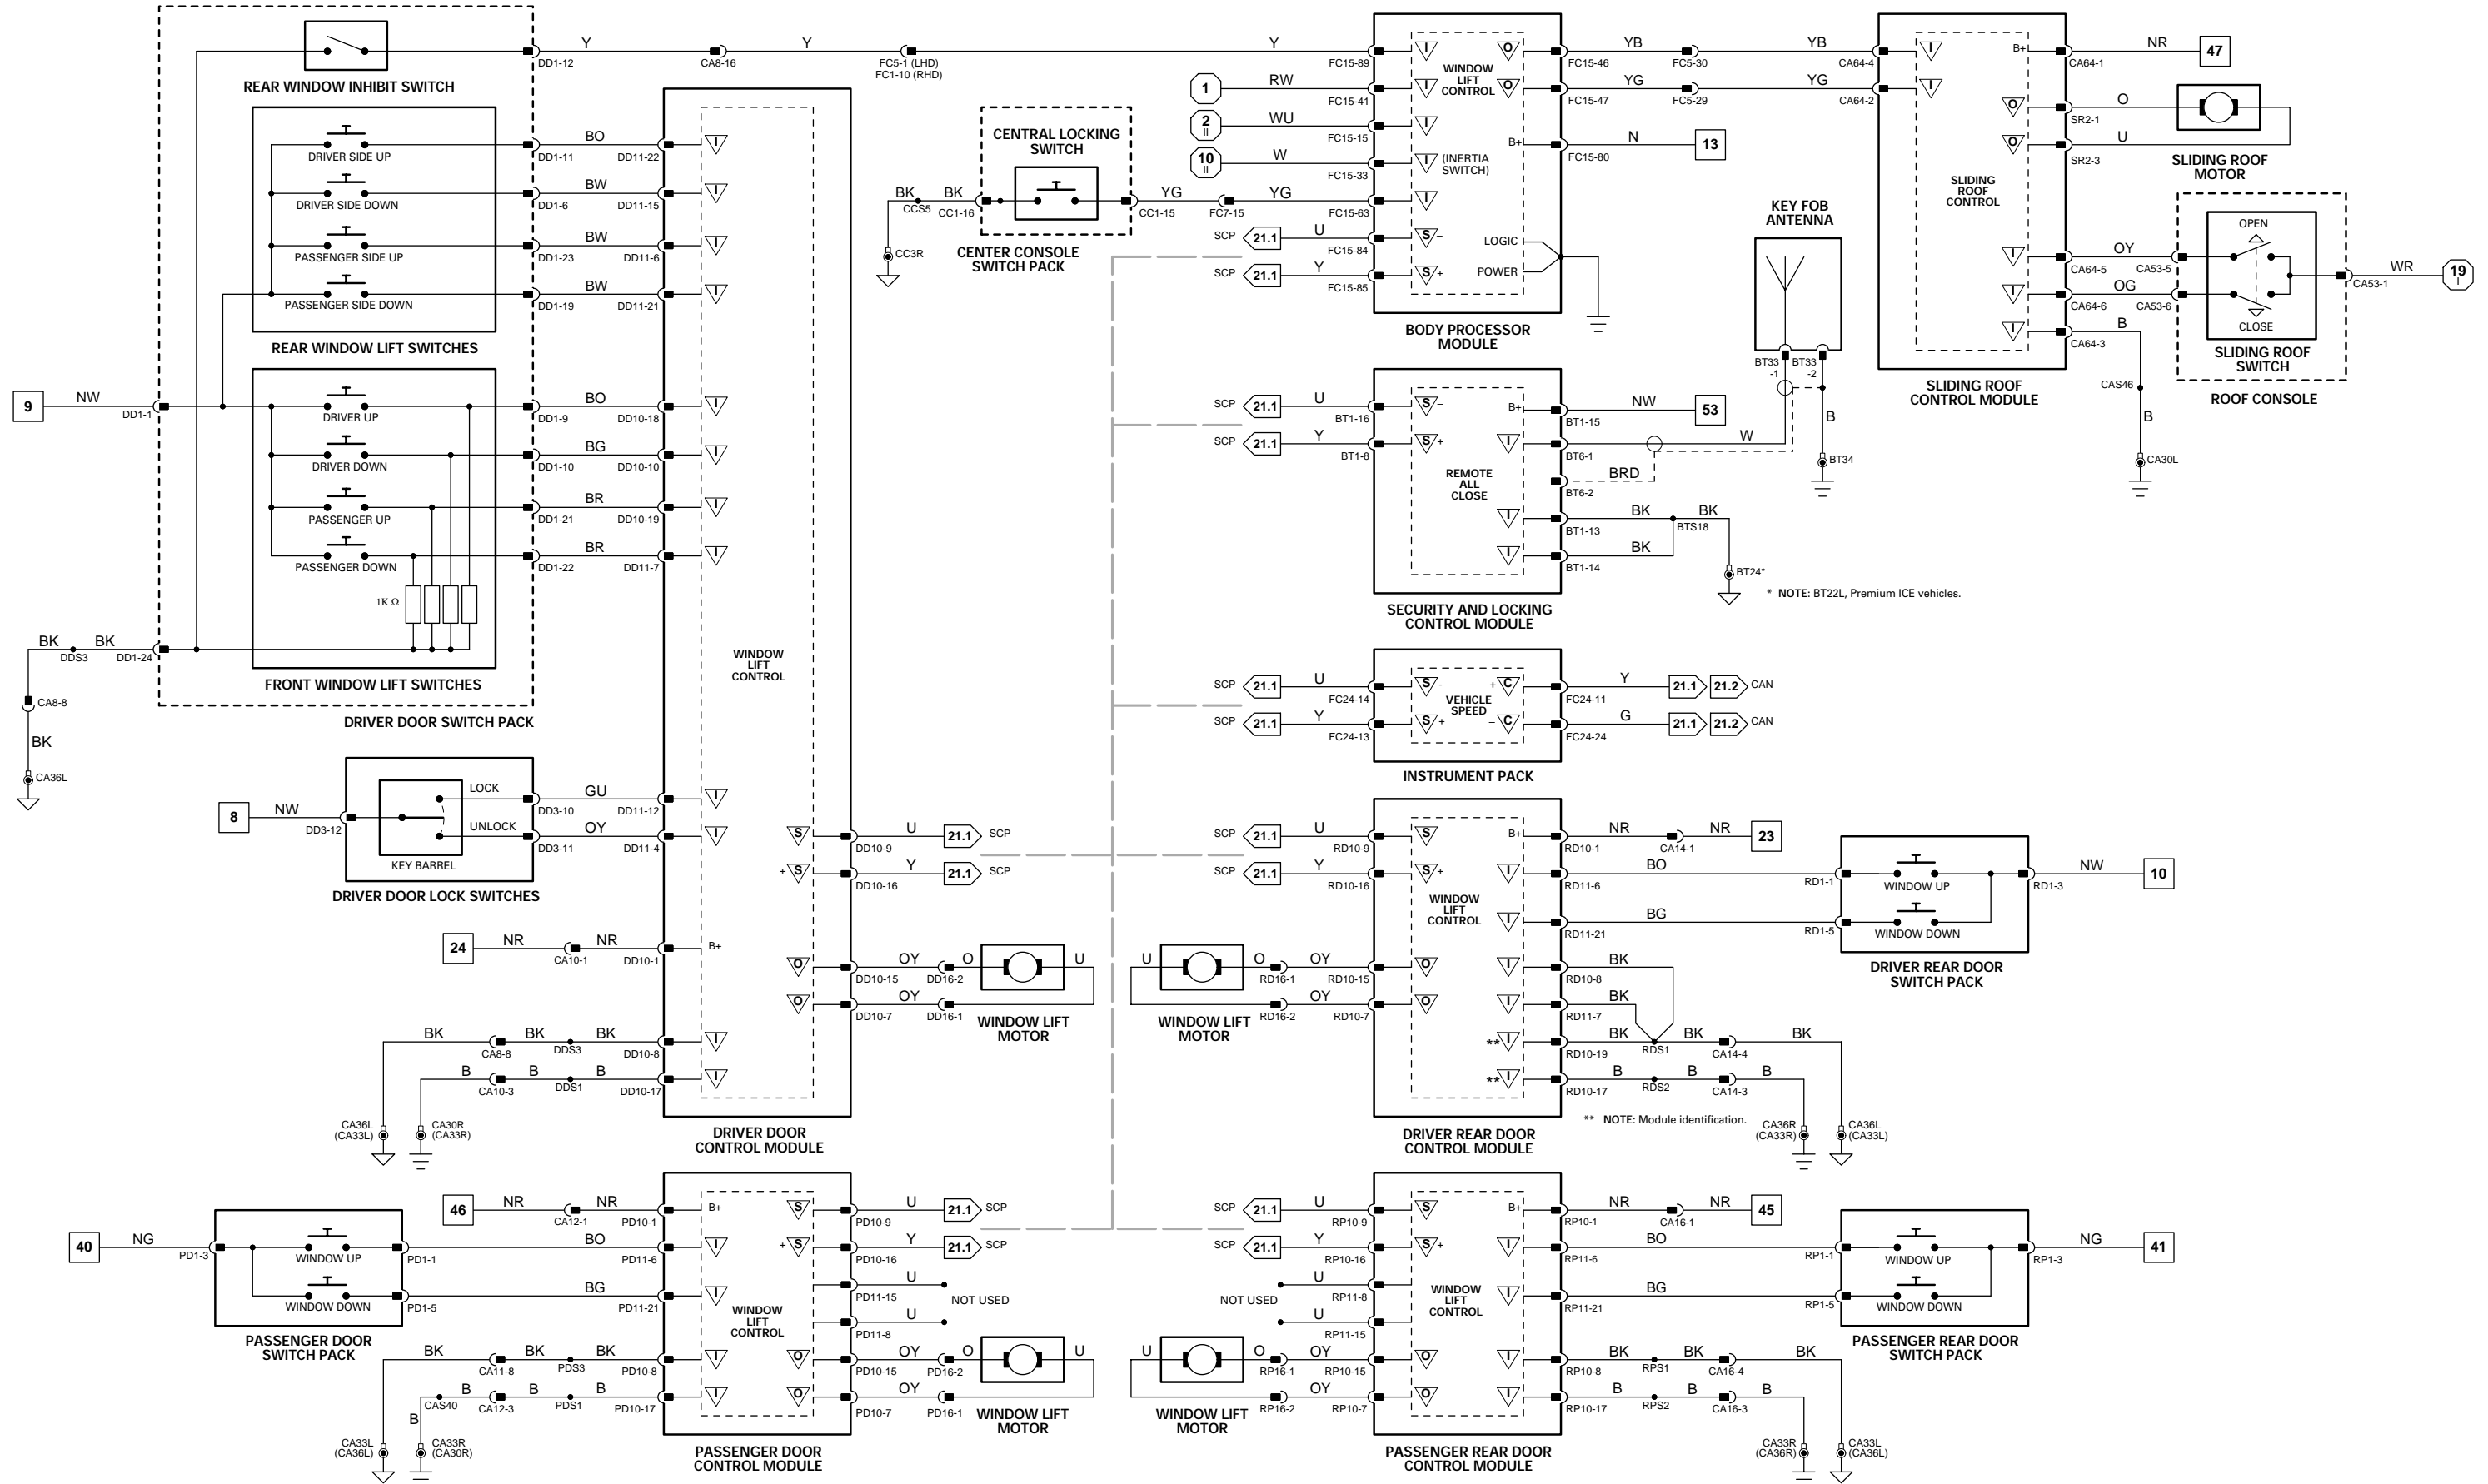 REAR WINDOW INHIBIT SWITCH
DD1-12
Y
CA8-16
Y
FC5-1 (LHD)
FC1-10 (RHD)
Y
FC15-89
DRIVER SIDE UP
DD1-11
BO
DD11-22
DRIVER SIDE DOWN
DD1-6
BW
DD11-15
PASSENGER SIDE UP
DD1-23
BW
DD11-6
PASSENGER SIDE DOWN
DD1-19
BW
DD11-21
REAR WINDOW LIFT SWITCHES
9
NW
DD1-1
DRIVER UP
DD1-9
BO
DD10-18
DRIVER DOWN
DD1-10
BG
DD10-10
PASSENGER UP
DD1-21
BR
DD10-19
PASSENGER DOWN
DD1-22
BR
DD11-7
1K Ω
BK
DDS3
BK
DD1-24
FRONT WINDOW LIFT SWITCHES
DRIVER DOOR SWITCH PACK
CA8-8
BK
CA36L
8
NW
DD3-12
LOCK
UNLOCK
KEY BARREL
DD3-10
GU
DD11-12
DD3-11
OY
DD11-4
DRIVER DOOR LOCK SWITCHES
24
NR
CA10-1
NR
DD10-1
BK
CA8-8
BK
DDS3
BK
DD10-8
B
CA10-3
B
DDS1
B
DD10-17
CA36L
(CA33L)
CA30R
(CA33R)
I
I
I
I
I
I
I
I
WINDOW
LIFT
CONTROL
I
I
B+
I
I
– S
+ S
O
O
DD10-9
U
21.1
SCP
DD10-16
Y
21.1
SCP
DD10-15
OY
DD16-2
O
U
DD10-7
OY
DD16-1
WINDOW LIFT
MOTOR
DRIVER DOOR
CONTROL MODULE
40
NG
PD1-3
WINDOW UP
PD1-1
WINDOW DOWN
PD1-5
PASSENGER DOOR
SWITCH PACK
46
NR
CA12-1
NR
PD10-1
BO
PD11-6
BG
PD11-21
BK
CA11-8
BK
PDS3
BK
PD10-8
B
CAS40
CA12-3
B
PDS1
B
PD10-17
CA33L
(CA36L)
CA33R
(CA30R)
B+
I
I
WINDOW
LIFT
CONTROL
I
I
– S
+ S
O
O
PD10-9
U
21.1
SCP
PD10-16
Y
21.1
SCP
PD11-15
U
NOT USED
PD11-8
U
PD10-15
OY
PD16-2
O
U
PD10-7
OY
PD16-1
WINDOW LIFT
MOTOR
PASSENGER DOOR
CONTROL MODULE
CENTRAL LOCKING
SWITCH
BK
CCS5
BK
CC1-16
CC3R
CC1-15
YG
FC7-15
YG
FC15-63
CENTER CONSOLE
SWITCH PACK
1
RW
FC15-41
2
II
WU
FC15-15
10
II
W
FC15-33
SCP
21.1
U
FC15-84
SCP
21.1
Y
FC15-85
I
I
I
I
(INERTIA
SWITCH)
I
S –
S +
WINDOW
LIFT
CONTROL
O
O
B+
LOGIC
POWER
BODY PROCESSOR
MODULE
FC15-46
YB
FC5-30
YB
CA64-4
FC15-47
YG
FC5-29
YG
CA64-2
FC15-80
N
13
I
I
B+
O
O
SLIDING
ROOF
CONTROL
I
I
I
CA64-1
NR
47
SR2-1
O
SR2-3
U
SLIDING ROOF
MOTOR
CA64-5
OY
CA53-5
CA64-6
OG
CA53-6
CA64-3
B
CAS46
B
CA30L
OPEN
CLOSE
SLIDING ROOF
SWITCH
ROOF CONSOLE
CA53-1
WR
19
I
SLIDING ROOF
CONTROL MODULE
KEY FOB
ANTENNA
BT33
-1
BT33
-2
B
BT34
SCP
21.1
U
BT1-16
SCP
21.1
Y
BT1-8
S –
S +
REMOTE
ALL
CLOSE
B+
I
I
I
BT1-15
NW
53
BT6-1
W
BT6-2
BRD
BT1-13
BK
BTS18
BK
BT1-14
BK
BT24*
* NOTE: BT22L, Premium ICE vehicles.
SECURITY AND LOCKING
CONTROL MODULE
SCP
21.1
U
FC24-14
SCP
21.1
Y
FC24-13
S -
S +
VEHICLE
SPEED
+ C
– C
FC24-11
Y
21.1
21.2
CAN
FC24-24
G
21.1
21.2
CAN
INSTRUMENT PACK
SCP
21.1
U
RD10-9
SCP
21.1
Y
RD10-16
U
O
RD16-1
OY
RD10-15
RD16-2
OY
RD10-7
WINDOW LIFT
MOTOR
S –
S +
WINDOW
LIFT
CONTROL
O
O
B+
I
I
I
I
** I
** I
RD10-1
NR
CA14-1
NR
23
RD11-6
BO
RD1-1
RD11-21
BG
RD1-5
WINDOW UP
WINDOW DOWN
RD1-3
NW
10
DRIVER REAR DOOR
SWITCH PACK
RD10-8
BK
RD11-7
BK
RD10-19
BK
RDS1
BK
CA14-4
BK
RD10-17
B
RDS2
B
CA14-3
B
** NOTE: Module identification.
CA36R
(CA33R)
CA36L
(CA33L)
DRIVER REAR DOOR
CONTROL MODULE
SCP
21.1
U
RP10-9
SCP
21.1
Y
RP10-16
U
RP11-8
NOT USED
U
RP11-15
U
O
RP16-1
OY
RP10-15
RP16-2
OY
RP10-7
WINDOW LIFT
MOTOR
S –
S +
WINDOW
LIFT
CONTROL
O
O
B+
I
I
I
I
RP10-1
NR
CA16-1
NR
45
RP11-6
BO
RP1-1
RP11-21
BG
RP1-5
WINDOW UP
WINDOW DOWN
RP1-3
NG
41
PASSENGER REAR DOOR
SWITCH PACK
RP10-8
BK
RPS1
BK
CA16-4
BK
RP10-17
B
RPS2
B
CA16-3
B
CA33R
(CA36R)
CA33L
(CA36L)
PASSENGER REAR DOOR
CONTROL MODULE
B